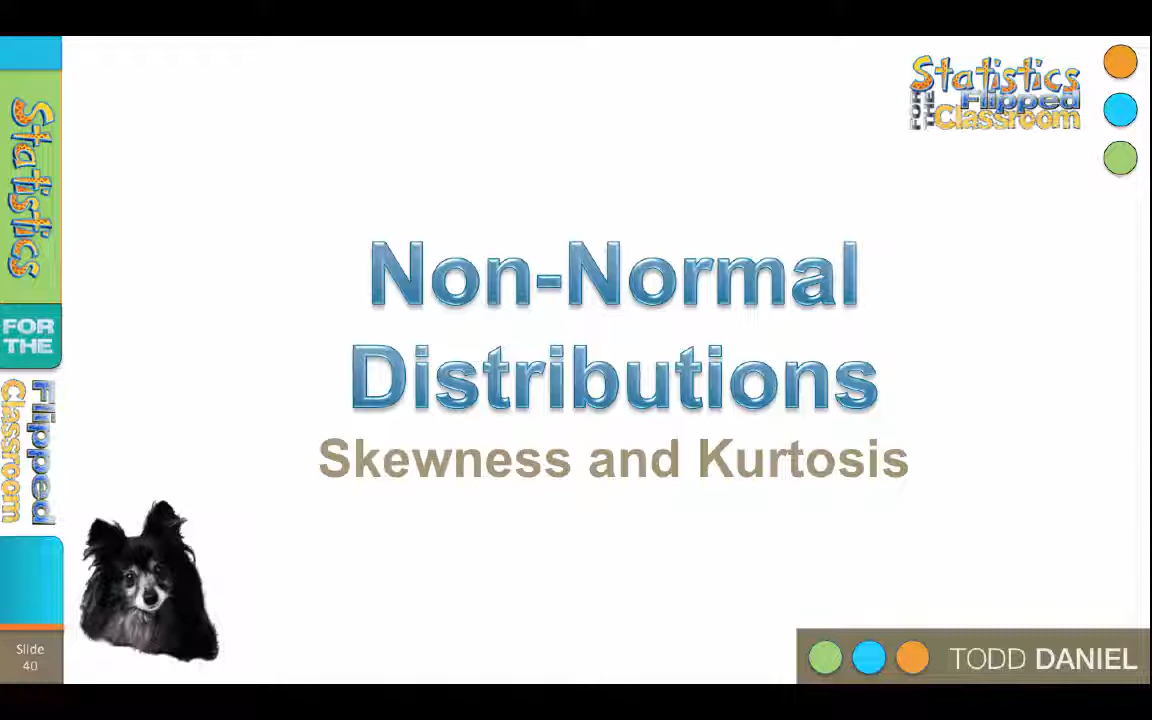 Statistics
FOR THE
Flipped
Classroom
Non-Normal
Distributions
Skewness and Kurtosis
Statistics
FOR
THE
Flipped
Classroom
Slide
40
TODD DANIEL